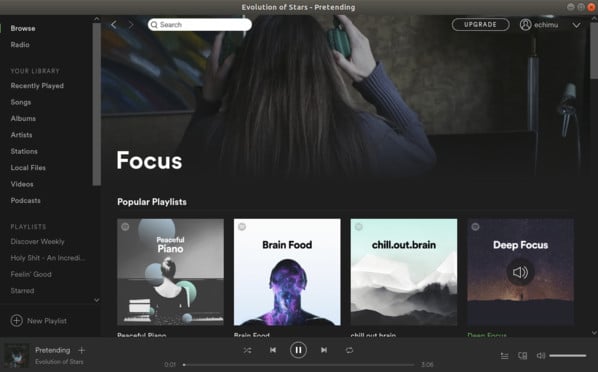 Evolution of Stars - Pretending
Browse
Radio
YOUR LIBRARY
Recently Played
Songs
Albums
Artists
Stations
Local Files
Videos
Podcasts
PLAYLISTS
Discover Weekly
Holy Shit - An Incredi...
Feelin' Good
Starred
New Playlist
Search
UPGRADE
echimu
Focus
Popular Playlists
Peaceful
Piano
Brain Food
chill.out.brain
Deep Focus
Peaceful Piano
Brain Food
chill.out.brain
Deep Focus
Pretending
Evolution of Stars
0:01
3:06